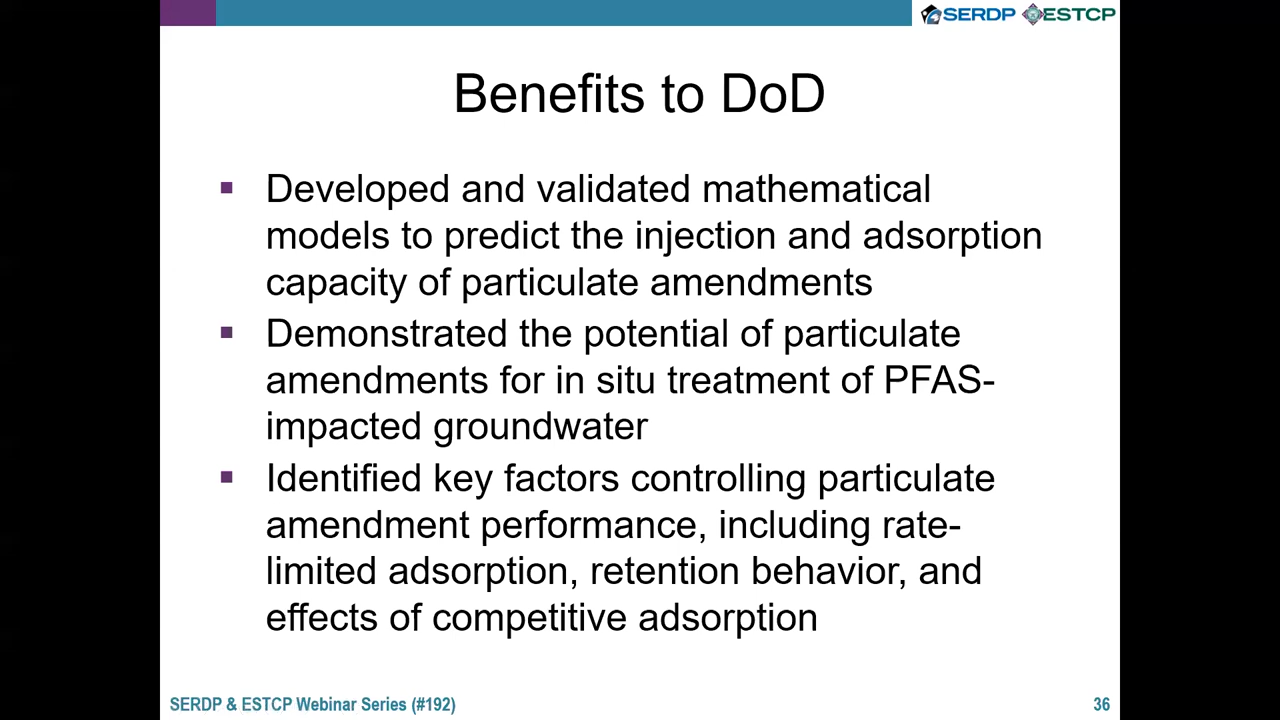 SERDP ESTCP
Benefits to DoD
▪ Developed and validated mathematical
models to predict the injection and adsorption
capacity of particulate amendments
▪ Demonstrated the potential of particulate
amendments for in situ treatment of PFAS-
impacted groundwater
▪ Identified key factors controlling particulate
amendment performance, including rate-
limited adsorption, retention behavior, and
effects of competitive adsorption
SERDP & ESTCP Webinar Series (#192)
36